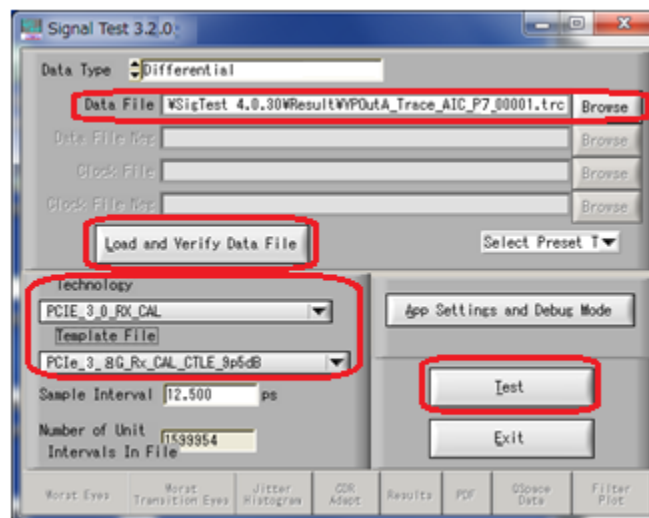 Signal Test 3.2.0
Data Type Differential
Data File ¥SigTest 4.0.30¥Result¥YPOutA_Trace_AIC_P7_00001.trc Browse
Data File Neg Browse
Clock File Browse
Clock File Neg Browse
Load and Verify Data File
Select Preset T
Technology
PCIE_3_0_RX_CAL
App Settings and Debug Mode
Template File
PCIe_3_8G_Rx_CAL_CTLE_9p6dB
Sample Interval 12.500 ps
Test
Number of Unit Intervals In File
1599954
Exit
Worst Eyes
Worst Transition Eyes
Jitter Histogram
CDR Adapt
Results
PDF
QSpace Data
Filter Plot